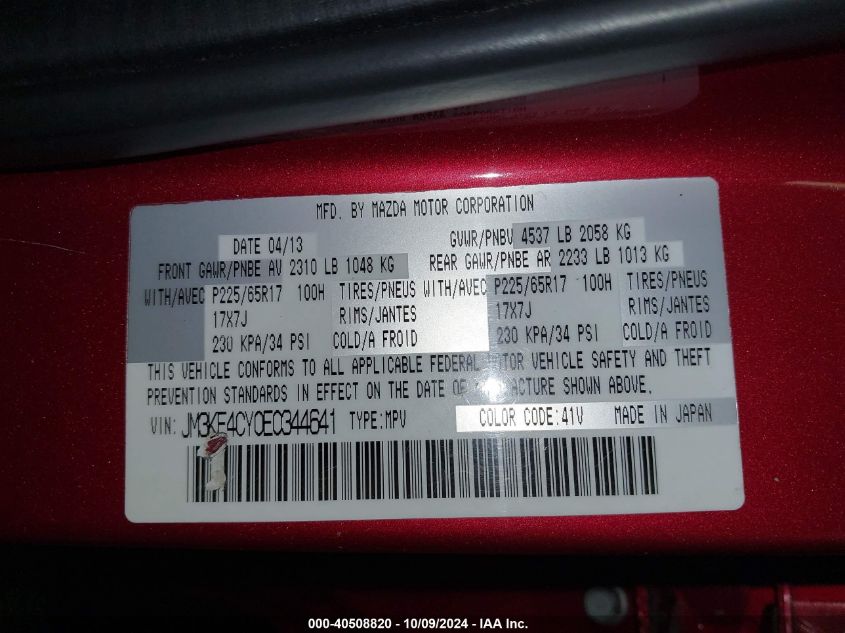 MFD. BY MAZDA MOTOR CORPORATION
DATE 04/13 GVWR/PNBV 4537 LB 2058 KG
FRONT GAWR/PNBE AV 2310 LB 1048 KG REAR GAWR/PNBE AR 2233 LB 1013 KG
WITH/AVEC P225/65R17 100H TIRES/PNEUS WITH/AVEC P225/65R17 100H TIRES/PNEUS
17X7J RIMS/JANTES 17X7J RIMS/JANTES
230 KPA/34 PSI COLD/A FROID 230 KPA/34 PSI COLD/A FROID
THIS VEHICLE CONFORMS TO ALL APPLICABLE FEDERAL MOTOR VEHICLE SAFETY AND THEFT
PREVENTION STANDARDS IN EFFECT ON THE DATE OF SHOWN ABOVE.
VIN: JM3KE4CY0E0344641 TYPE:MPV COLOR CODE:41V MADE IN JAPAN
000-40508820 - 10/09/2024 - IAA Inc.